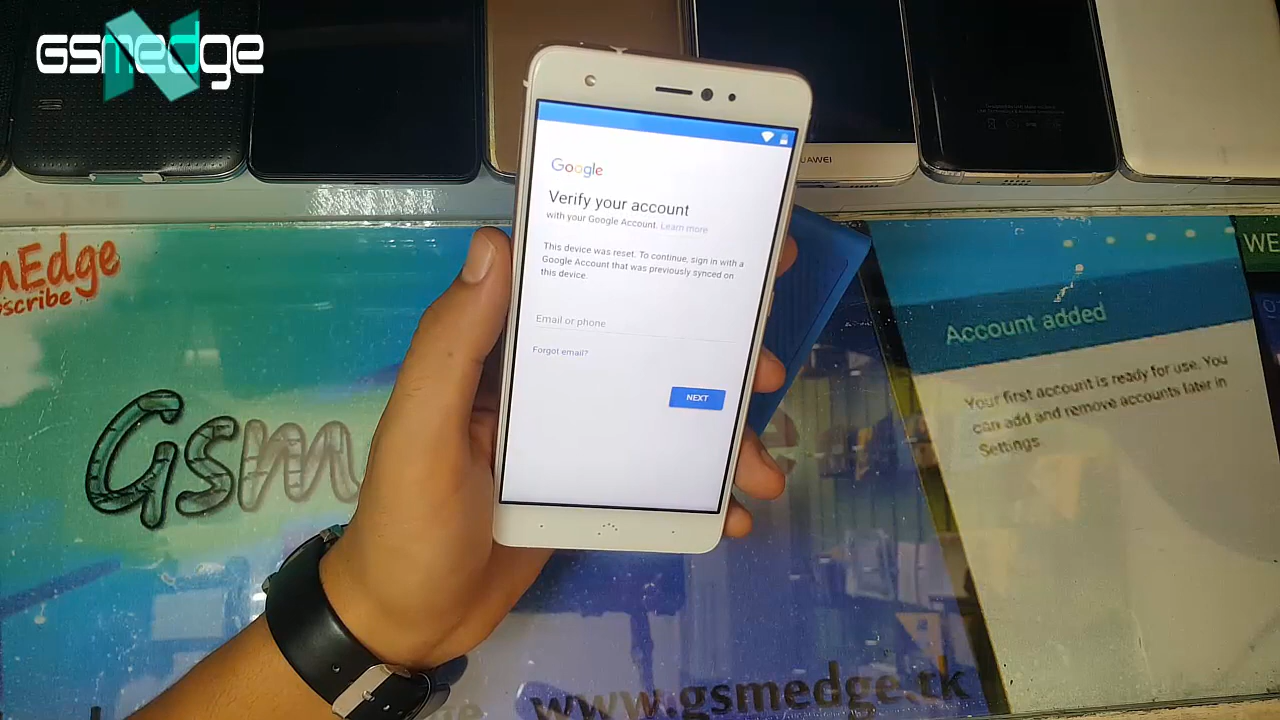 GSMEDGE
Google
Verify your account
with your Google Account. Learn more
This device was reset. To continue, sign in with a
Google Account that was previously synced on
this device.
Email or phone
Forgot email?
NEXT
mEdge
scribe
Gsm
www.gsmedge.tk
Account added
Your first account is ready for use. You
can add and remove accounts later in
Settings
WE